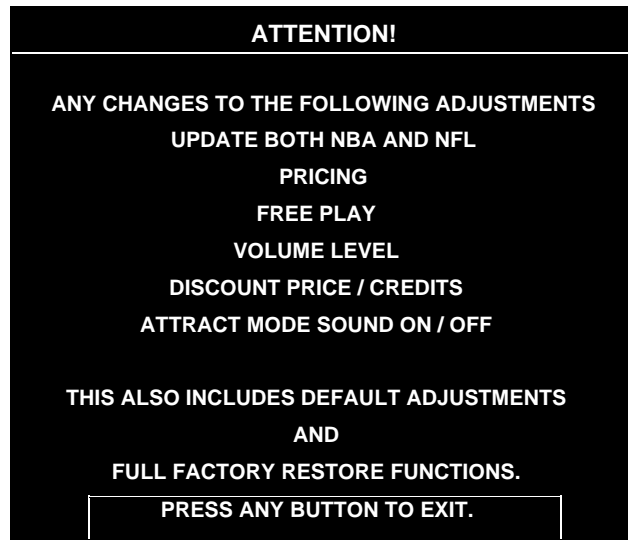 ATTENTION!
ANY CHANGES TO THE FOLLOWING ADJUSTMENTS
UPDATE BOTH NBA AND NFL
PRICING
FREE PLAY
VOLUME LEVEL
DISCOUNT PRICE / CREDITS
ATTRACT MODE SOUND ON / OFF
THIS ALSO INCLUDES DEFAULT ADJUSTMENTS
AND
FULL FACTORY RESTORE FUNCTIONS.
PRESS ANY BUTTON TO EXIT.